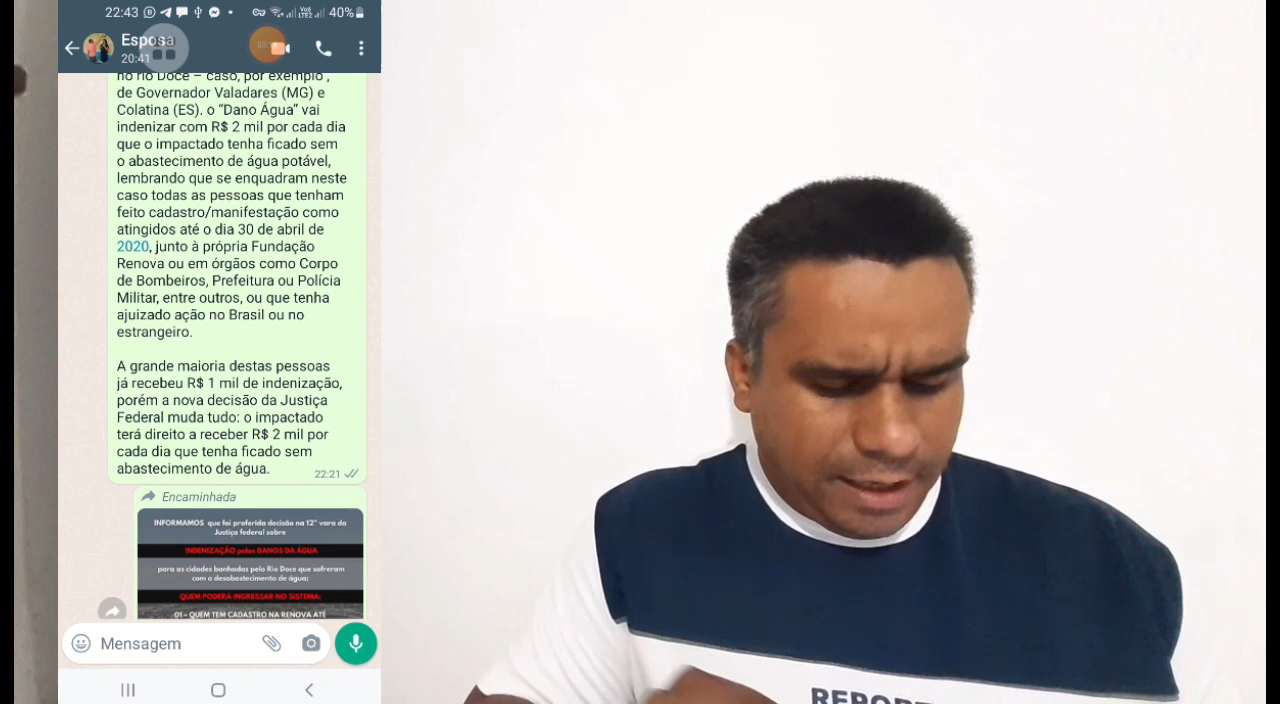 22:43
40%
Esposa
20:41
no rio Doce – caso, por exemplo ,
de Governador Valadares (MG) e
Colatina (ES). o “Dano Água” vai
indenizar com R$ 2 mil por cada dia
que o impactado tenha ficado sem
o abastecimento de água potável,
lembrando que se enquadram neste
caso todas as pessoas que tenham
feito cadastro/manifestação como
atingidos até o dia 30 de abril de
2020, junto à própria Fundação
Renova ou em órgãos como Corpo
de Bombeiros, Prefeitura ou Polícia
Militar, entre outros, ou que tenha
ajuizado ação no Brasil ou no
estrangeiro.
A grande maioria destas pessoas
já recebeu R$ 1 mil de indenização,
porém a nova decisão da Justiça
Federal muda tudo: o impactado
terá direito a receber R$ 2 mil por
cada dia que tenha ficado sem
abastecimento de água.
22:21
Encaminhada
INFORMAMOS que foi proferida decisão na 12ª vara da
Justiça federal sobre
INDENIZAÇÃO pelos DANOS DA ÁGUA
para as cidades banhadas pelo Rio Doce que sofreram
com o desabastecimento de água;
QUEM PODERÁ INGRESSAR NO SISTEMA:
01 - QUEM TEM CADASTRO NA RENOVA ATÉ
Mensagem